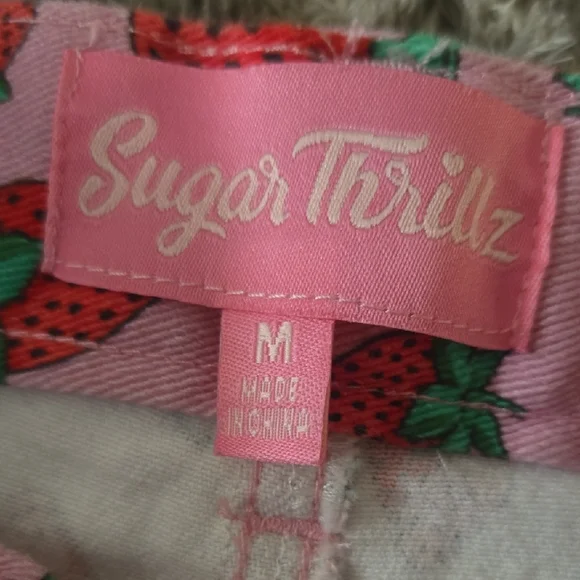 Sugar Thrillz
M
MADE
IN CHINA